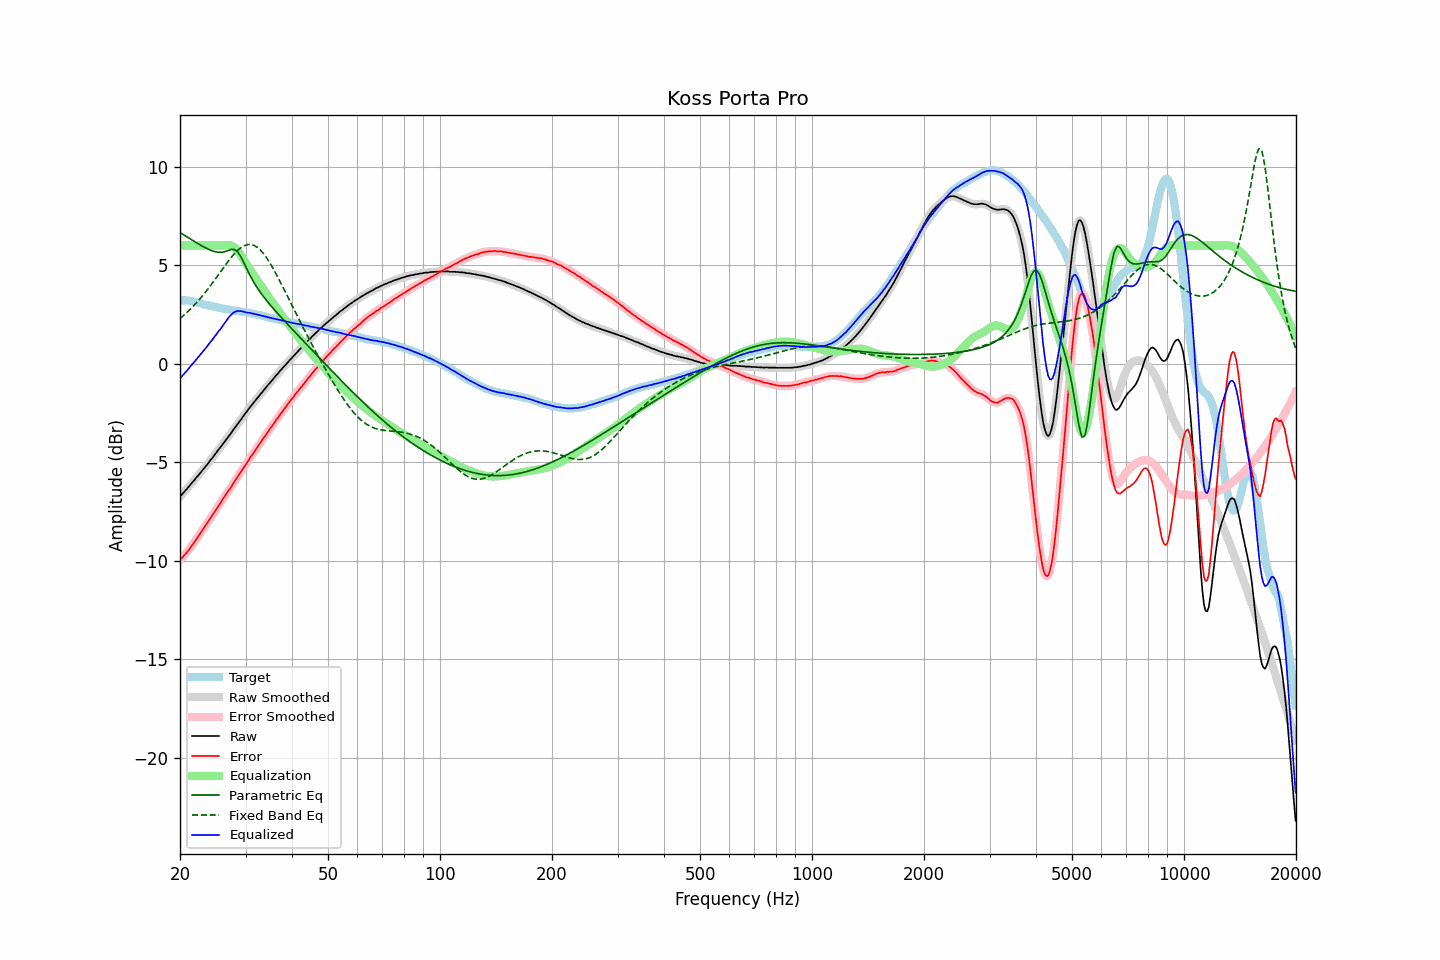 Koss Porta Pro
Amplitude (dBr)
10
5
0
−5
−10
−15
−20
Target
Raw Smoothed
Error Smoothed
Raw
Error
Equalization
Parametric Eq
Fixed Band Eq
Equalized
20 50 100 200 500 1000 2000 5000 10000 20000
Frequency (Hz)